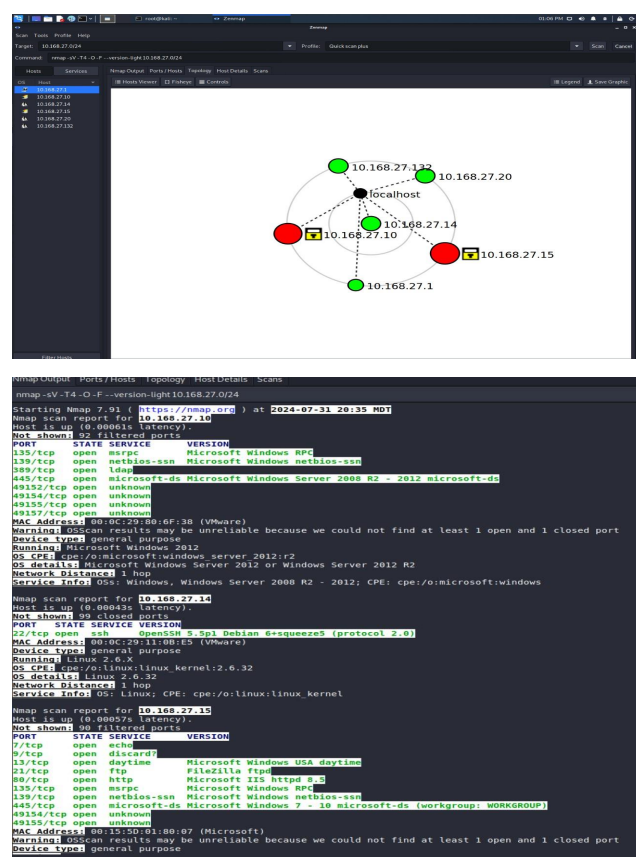 root@kali: ~
Zenmap
01:06 PM
Zenmap
Scan Tools Profile Help
Target: 10.168.27.0/24 Profile: Quick scan plus Scan Cancel
Command: nmap -sV -T4 -O -F --version-light 10.168.27.0/24
Hosts Services Nmap Output Ports / Hosts Topology Host Details Scans
OS Host Hosts Viewer Fisheye Controls Legend Save Graphic
10.168.27.1
10.168.27.10
10.168.27.14
10.168.27.15
10.168.27.20
10.168.27.132
10.168.27.132
10.168.27.20
localhost
10.168.27.14
10.168.27.10
10.168.27.15
10.168.27.1
Filter Hosts
Nmap Output Ports / Hosts Topology Host Details Scans
nmap -sV -T4 -O -F --version-light 10.168.27.0/24
Starting Nmap 7.91 ( https://nmap.org ) at 2024-07-31 20:35 MDT
Nmap scan report for 10.168.27.10
Host is up (0.00061s latency).
Not shown: 92 filtered ports
PORT STATE SERVICE VERSION
135/tcp open msrpc Microsoft Windows RPC
139/tcp open netbios-ssn Microsoft Windows netbios-ssn
389/tcp open ldap
445/tcp open microsoft-ds Microsoft Windows Server 2008 R2 - 2012 microsoft-ds
49152/tcp open unknown
49154/tcp open unknown
49155/tcp open unknown
49157/tcp open unknown
MAC Address: 00:0C:29:80:6F:38 (VMware)
Warning: OSScan results may be unreliable because we could not find at least 1 open and 1 closed port
Device type: general purpose
Running: Microsoft Windows 2012
OS CPE: cpe:/o:microsoft:windows_server_2012:r2
OS details: Microsoft Windows Server 2012 or Windows Server 2012 R2
Network Distance: 1 hop
Service Info: OSs: Windows, Windows Server 2008 R2 - 2012; CPE: cpe:/o:microsoft:windows
Nmap scan report for 10.168.27.14
Host is up (0.00043s latency).
Not shown: 99 closed ports
PORT STATE SERVICE VERSION
22/tcp open ssh OpenSSH 5.5p1 Debian 6+squeeze5 (protocol 2.0)
MAC Address: 00:0C:29:11:0B:E5 (VMware)
Device type: general purpose
Running: Linux 2.6.X
OS CPE: cpe:/o:linux:linux_kernel:2.6.32
OS details: Linux 2.6.32
Network Distance: 1 hop
Service Info: OS: Linux; CPE: cpe:/o:linux:linux_kernel
Nmap scan report for 10.168.27.15
Host is up (0.00057s latency).
Not shown: 90 filtered ports
PORT STATE SERVICE VERSION
7/tcp open echo
9/tcp open discard?
13/tcp open daytime Microsoft Windows USA daytime
21/tcp open ftp FileZilla ftpd
80/tcp open http Microsoft IIS httpd 8.5
135/tcp open msrpc Microsoft Windows RPC
139/tcp open netbios-ssn Microsoft Windows netbios-ssn
445/tcp open microsoft-ds Microsoft Windows 7 - 10 microsoft-ds (workgroup: WORKGROUP)
49154/tcp open unknown
49155/tcp open unknown
MAC Address: 00:15:5D:01:80:07 (Microsoft)
Warning: OSScan results may be unreliable because we could not find at least 1 open and 1 closed port
Device type: general purpose